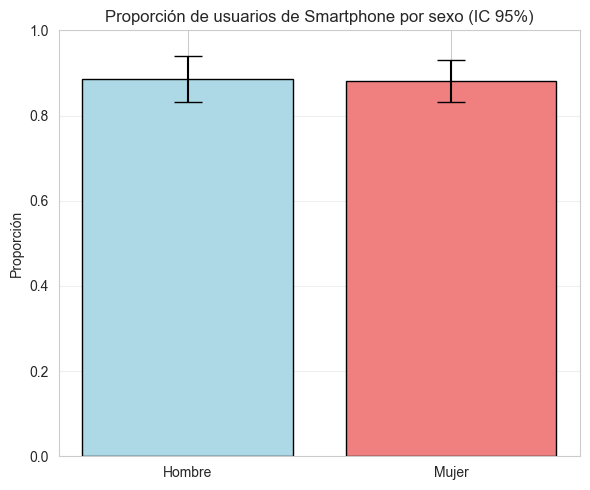 Proporción de usuarios de Smartphone por sexo (IC 95%)
Proporción
1.0
0.8
0.6
0.4
0.2
0.0
Hombre
Mujer